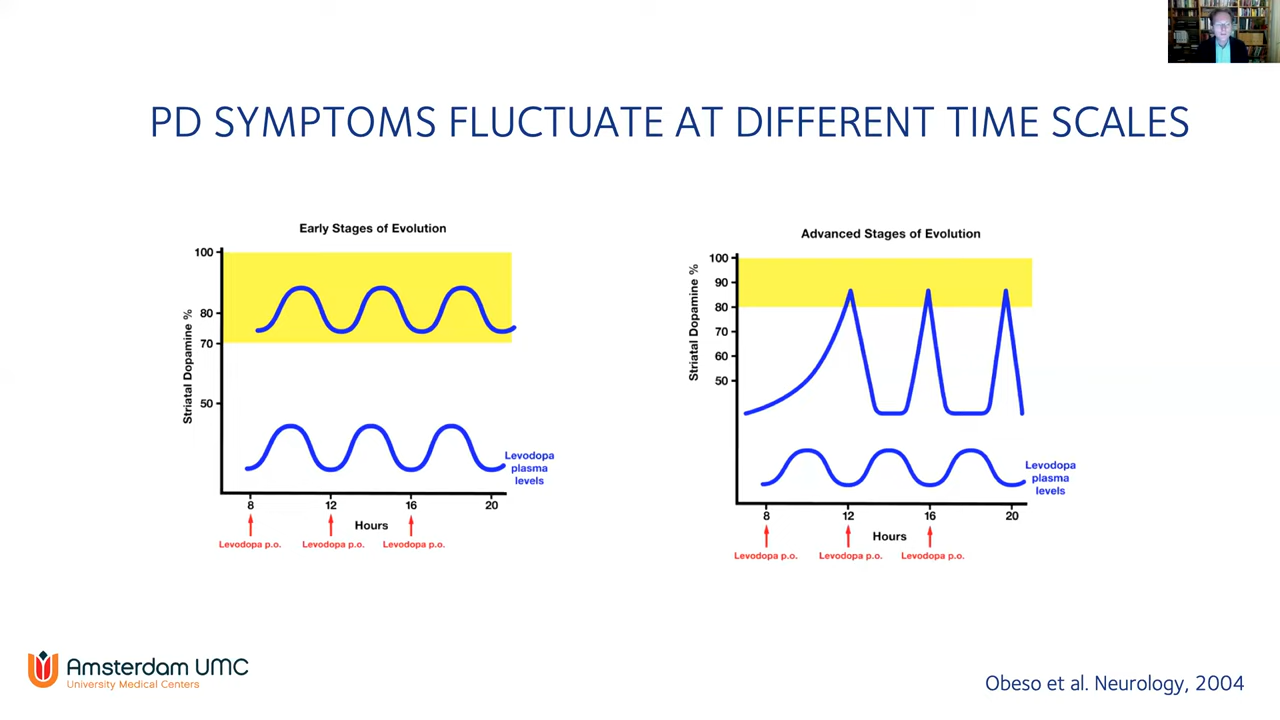 PD SYMPTOMS FLUCTUATE AT DIFFERENT TIME SCALES
Early Stages of Evolution
100
80
70
50
Striatal Dopamine %
Levodopa
plasma
levels
8
12
16
20
Hours
Levodopa p.o.
Levodopa p.o.
Levodopa p.o.
Advanced Stages of Evolution
100
90
80
70
60
50
Striatal Dopamine %
Levodopa
plasma
levels
8
12
16
20
Hours
Levodopa p.o.
Levodopa p.o.
Levodopa p.o.
Amsterdam UMC
University Medical Centers
Obeso et al. Neurology, 2004